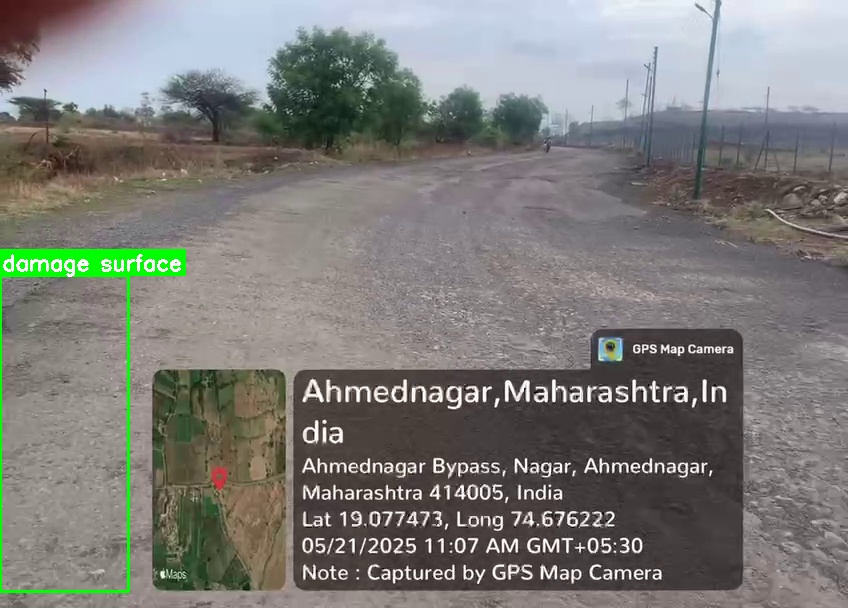 damage surface
GPS Map Camera
Ahmednagar,Maharashtra,In
dia
Ahmednagar Bypass, Nagar, Ahmednagar,
Maharashtra 414005, India
Lat 19.077473, Long 74.676222
05/21/2025 11:07 AM GMT+05:30
Note : Captured by GPS Map Camera
Maps